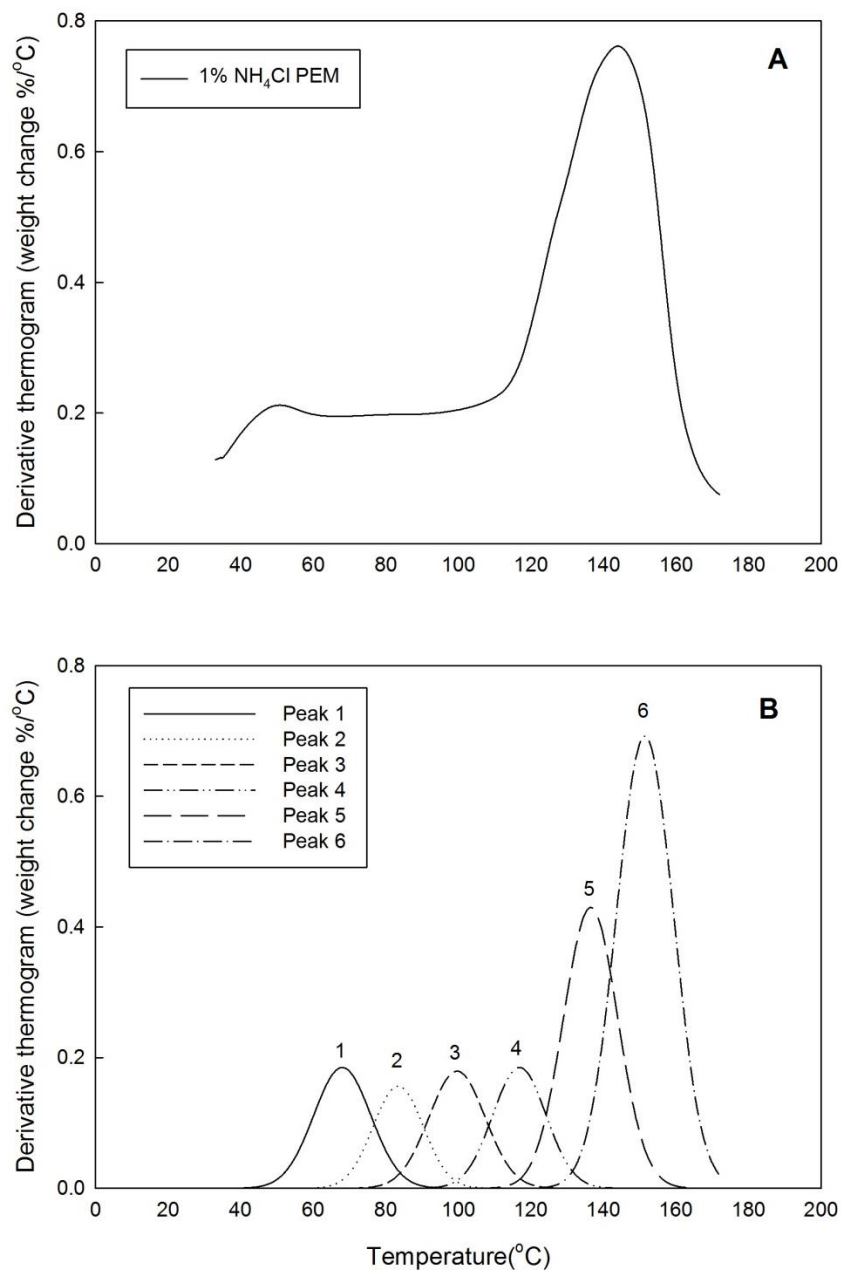 Derivative thermogram (weight change %/°C)
0.8
0.6
0.4
0.2
0.0
1% NH₄Cl PEM
A
0 20 40 60 80 100 120 140 160 180 200
Derivative thermogram (weight change %/°C)
0.8
0.6
0.4
0.2
0.0
Peak 1
Peak 2
Peak 3
Peak 4
Peak 5
Peak 6
B
1 2 3 4 5 6
0 20 40 60 80 100 120 140 160 180 200
Temperature(°C)